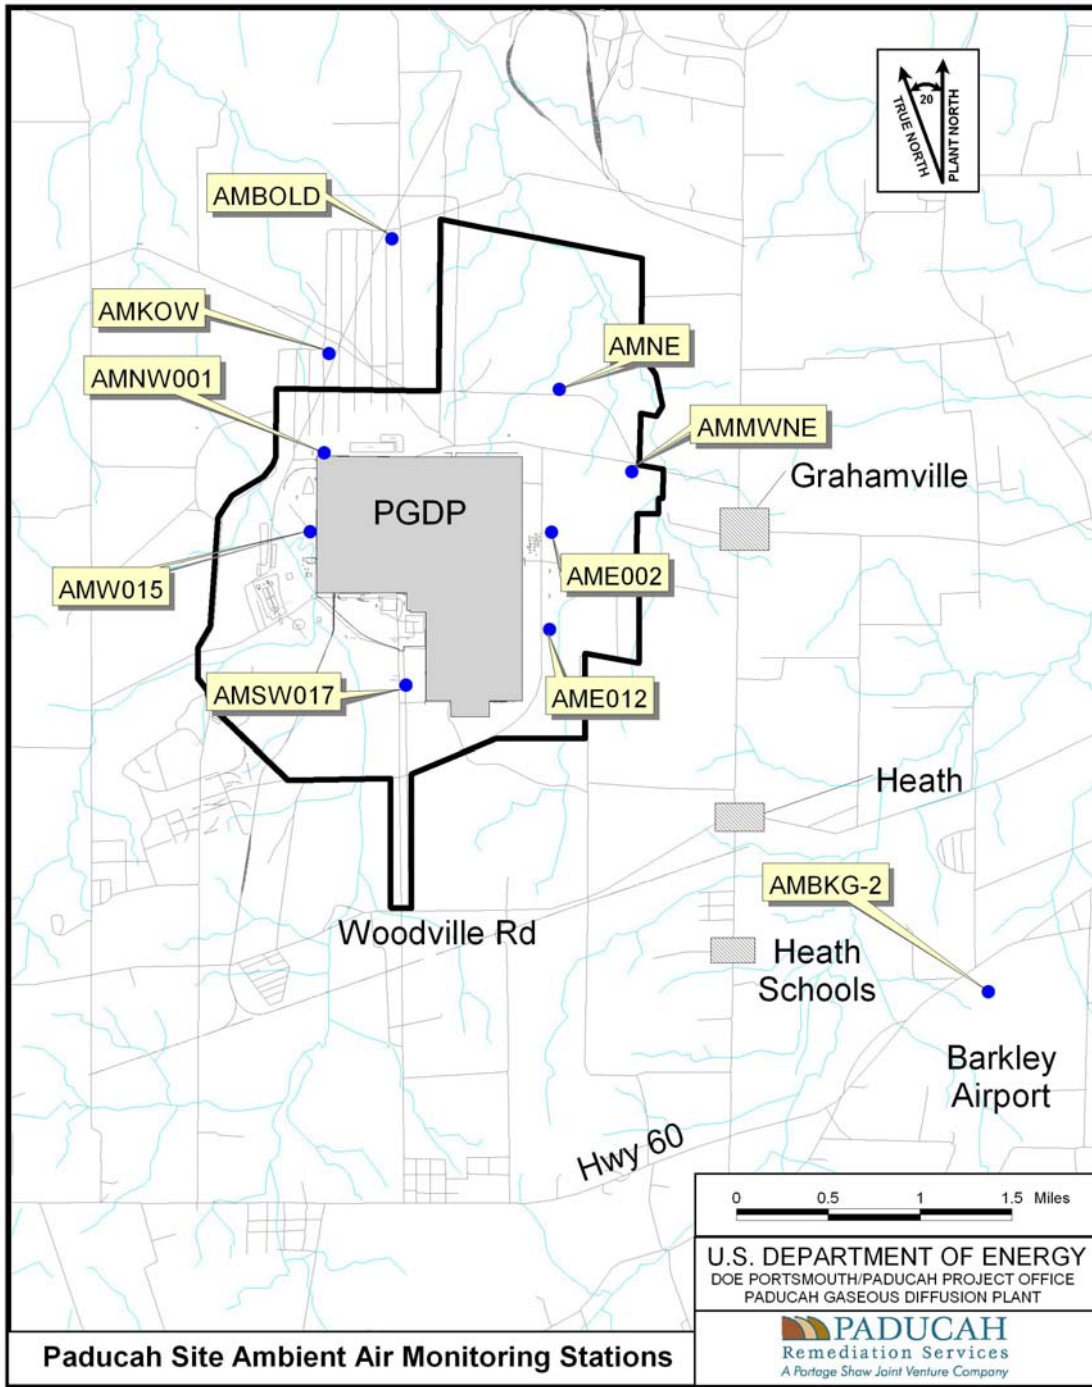 TRUE NORTH
20
PLANT NORTH
AMBOLD
AMKOW
AMNE
AMNW001
AMMWNE
Grahamville
PGDP
AMW015
AME002
AMSW017
AME012
Heath
AMBKG-2
Woodville Rd
Heath
Schools
Barkley
Airport
Hwy 60
0 0.5 1 1.5 Miles
U.S. DEPARTMENT OF ENERGY
DOE PORTSMOUTH/PADUCAH PROJECT OFFICE
PADUCAH GASEOUS DIFFUSION PLANT
PADUCAH
Remediation Services
A Portage Shaw Joint Venture Company
Paducah Site Ambient Air Monitoring Stations